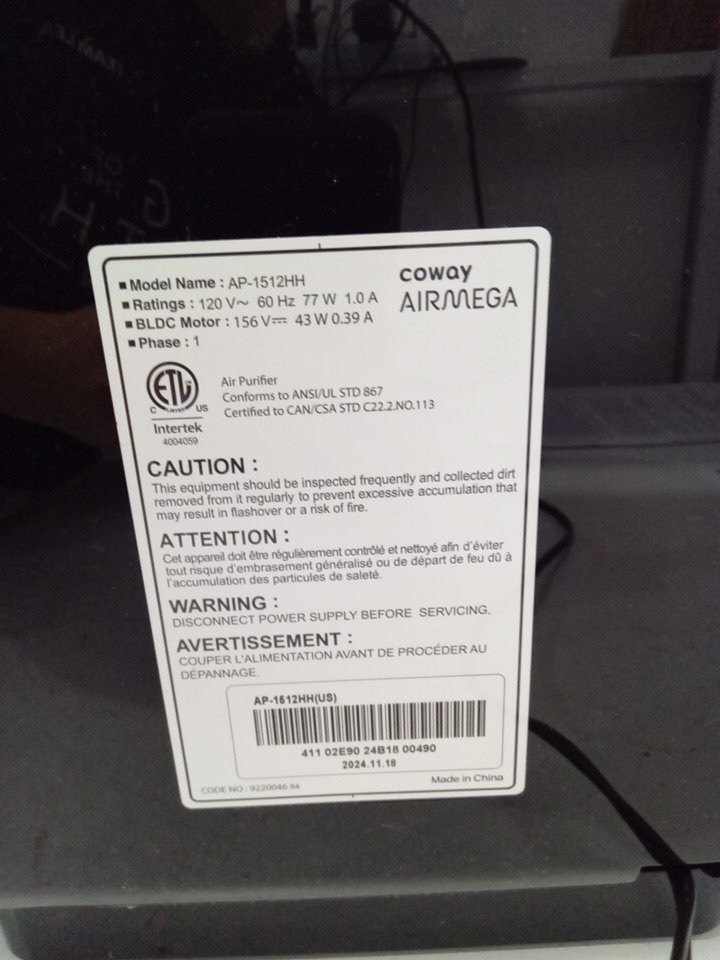 ■ Model Name : AP-1512HH
■ Ratings : 120 V~ 60 Hz 77 W 1.0 A
■ BLDC Motor : 156 V⎓ 43 W 0.39 A
■ Phase : 1
coway
AIRMEGA
ETL
C LISTED US
Intertek
4004059
Air Purifier
Conforms to ANSI/UL STD 867
Certified to CAN/CSA STD C22.2.NO.113
CAUTION :
This equipment should be inspected frequently and collected dirt
removed from it regularly to prevent excessive accumulation that
may result in flashover or a risk of fire.
ATTENTION :
Cet appareil doit être régulièrement contrôlé et nettoyé afin d'éviter
tout risque d'embrasement généralisé ou de départ de feu dû à
l'accumulation des particules de saleté.
WARNING :
DISCONNECT POWER SUPPLY BEFORE SERVICING.
AVERTISSEMENT :
COUPER L'ALIMENTATION AVANT DE PROCÉDER AU
DÉPANNAGE.
AP-1512HH(US)
411 02E90 24B18 00490
2024.11.18
CODE NO : 9220046 R4
Made in China